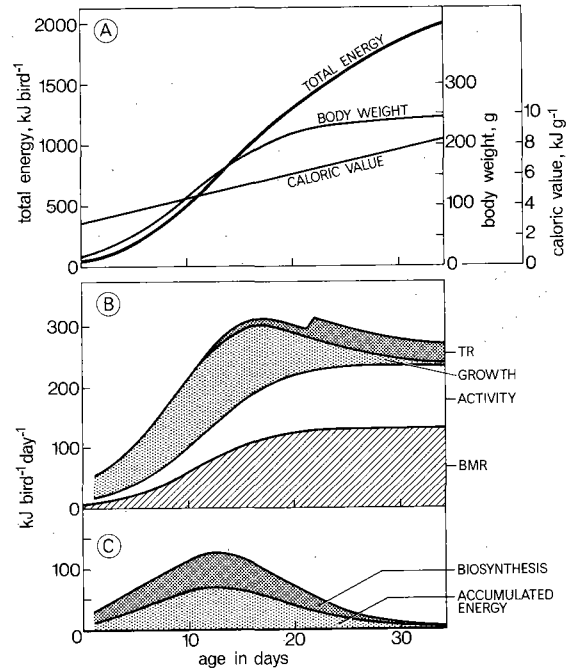 A
2000
1500
1000
500
0
total energy, kJ bird⁻¹
TOTAL ENERGY
BODY WEIGHT
CALORIC VALUE
300
200
100
0
body weight, g
10
8
6
4
2
0
caloric value, kJ g⁻¹
B
300
200
100
0
kJ bird⁻¹ day⁻¹
TR
GROWTH
ACTIVITY
BMR
C
100
0
BIOSYNTHESIS
ACCUMULATED
ENERGY
0
10
20
30
age in days